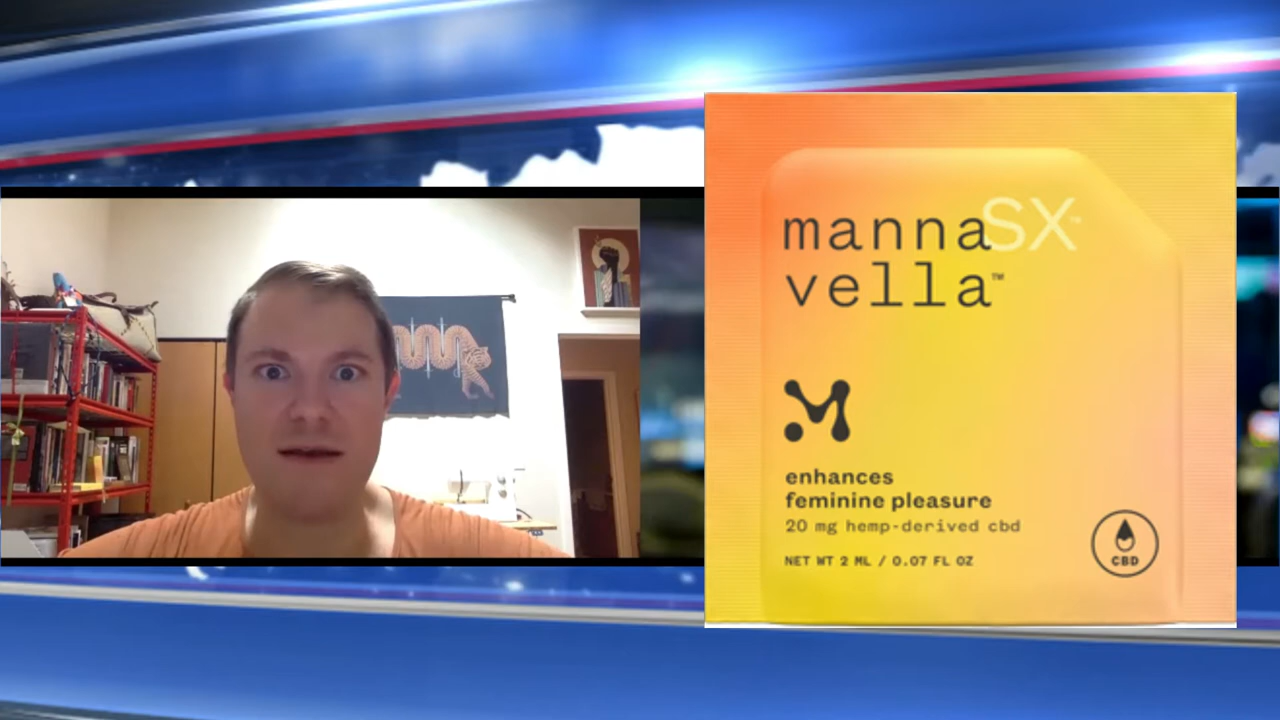 manna SX™
vella™
enhances
feminine pleasure
20 mg hemp-derived cbd
NET WT 2 ML / 0.07 FL OZ
CBD